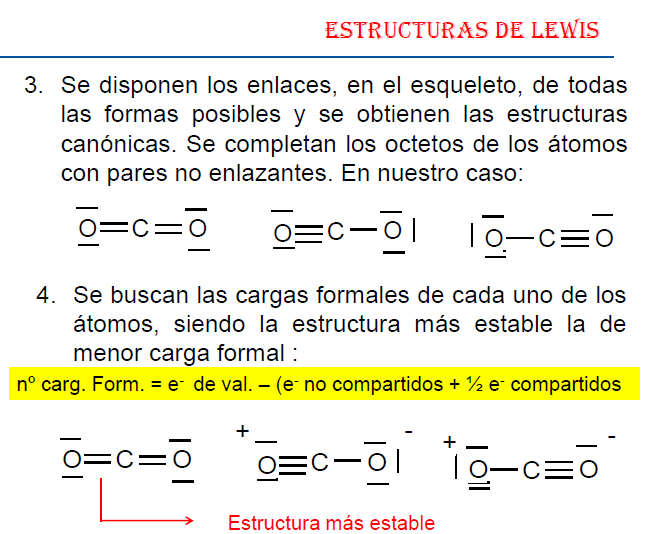 ESTRUCTURAS DE LEWIS
3. Se disponen los enlaces, en el esqueleto, de todas
las formas posibles y se obtienen las estructuras
canónicas. Se completan los octetos de los átomos
con pares no enlazantes. En nuestro caso:
O=C=O O≡C—O| |O—C≡O
4. Se buscan las cargas formales de cada uno de los
átomos, siendo la estructura más estable la de
menor carga formal :
nº carg. Form. = e- de val. – (e- no compartidos + ½ e- compartidos
+ - + -
O=C=O O≡C—O| |O—C≡O
Estructura más estable